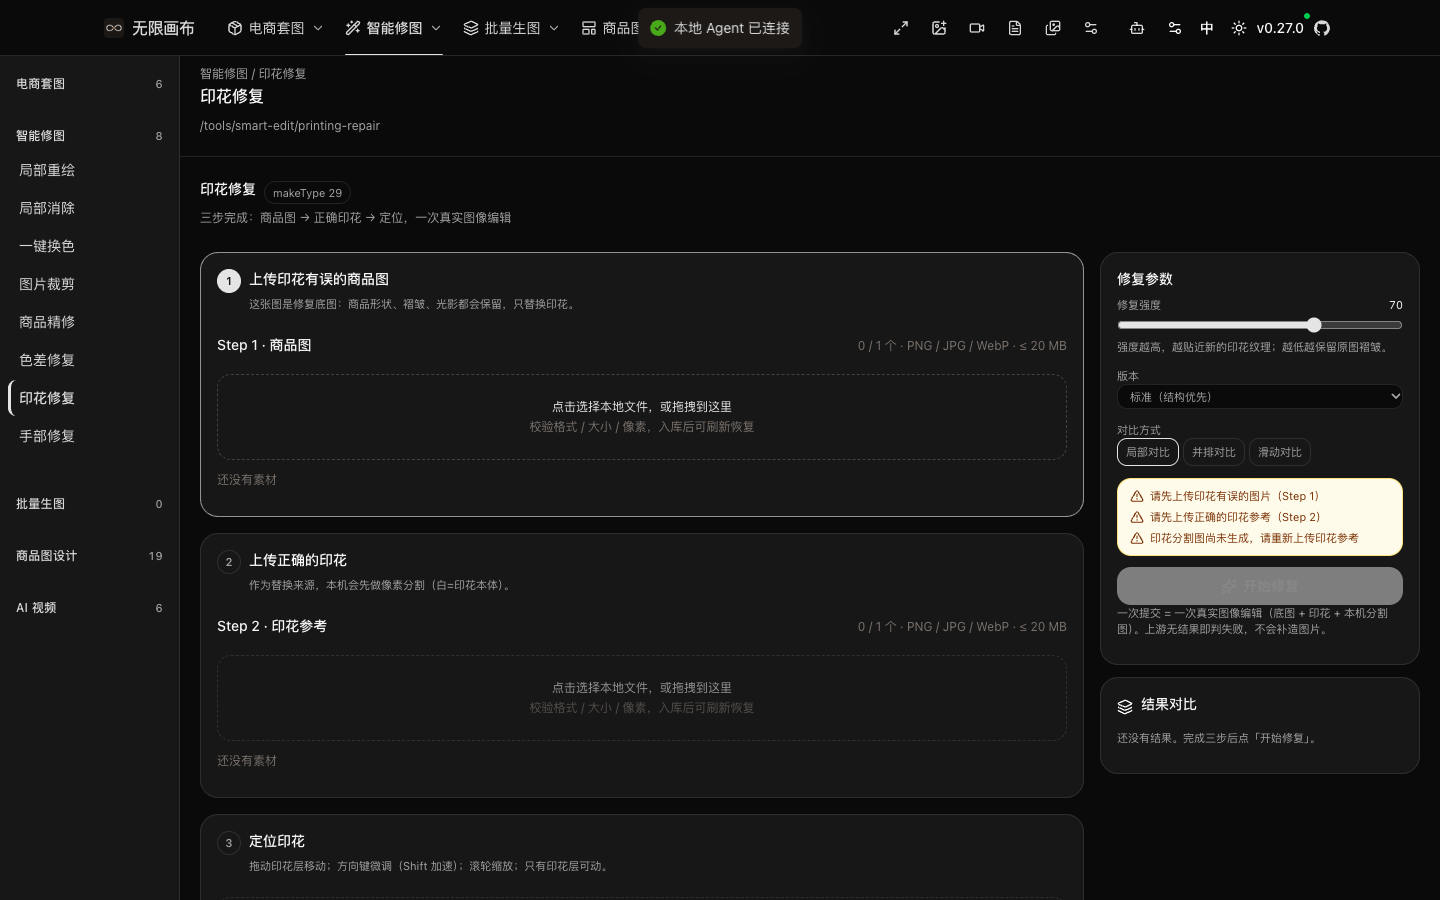 无限画布
电商套图
智能修图
批量生图
商品图
本地 Agent 已连接
中
v0.27.0
电商套图 6
智能修图 8
局部重绘
局部消除
一键换色
图片裁剪
商品精修
色差修复
印花修复
手部修复
批量生图 0
商品图设计 19
AI 视频 6
智能修图 / 印花修复
印花修复
/tools/smart-edit/printing-repair
印花修复 makeType 29
三步完成：商品图 → 正确印花 → 定位，一次真实图像编辑
1 上传印花有误的商品图
这张图是修复底图：商品形状、褶皱、光影都会保留，只替换印花。
Step 1 · 商品图 0 / 1 个 · PNG / JPG / WebP · ≤ 20 MB
点击选择本地文件，或拖拽到这里
校验格式 / 大小 / 像素，入库后可刷新恢复
还没有素材
2 上传正确的印花
作为替换来源，本机会先做像素分割（白=印花本体）。
Step 2 · 印花参考 0 / 1 个 · PNG / JPG / WebP · ≤ 20 MB
点击选择本地文件，或拖拽到这里
校验格式 / 大小 / 像素，入库后可刷新恢复
还没有素材
3 定位印花
拖动印花层移动；方向键微调（Shift 加速）；滚轮缩放；只有印花层可动。
修复参数
修复强度 70
强度越高，越贴近新的印花纹理；越低越保留原图褶皱。
版本
标准（结构优先）
对比方式
局部对比 并排对比 滑动对比
请先上传印花有误的图片（Step 1）
请先上传正确的印花参考（Step 2）
印花分割图尚未生成，请重新上传印花参考
开始修复
一次提交 = 一次真实图像编辑（底图 + 印花 + 本机分割
图）。上游无结果即判失败，不会补造图片。
结果对比
还没有结果。完成三步后点「开始修复」。